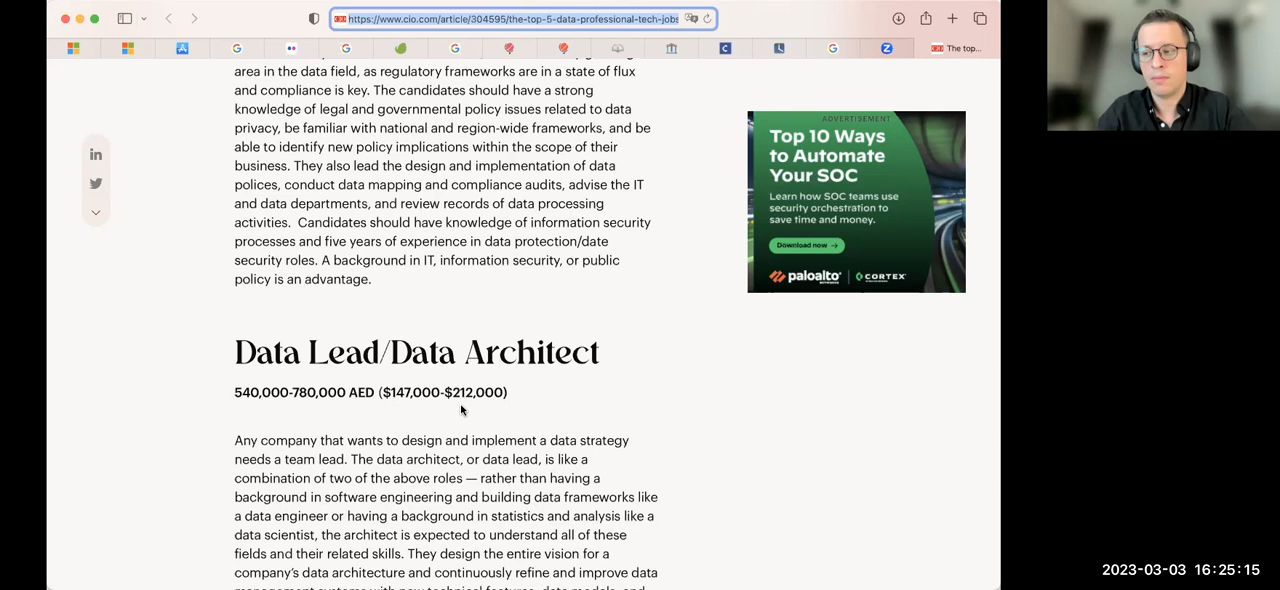 https://www.cio.com/article/304595/the-top-5-data-professional-tech-jobs
The top...
area in the data field, as regulatory frameworks are in a state of flux
and compliance is key. The candidates should have a strong
knowledge of legal and governmental policy issues related to data
privacy, be familiar with national and region-wide frameworks, and be
able to identify new policy implications within the scope of their
business. They also lead the design and implementation of data
polices, conduct data mapping and compliance audits, advise the IT
and data departments, and review records of data processing
activities.  Candidates should have knowledge of information security
processes and five years of experience in data protection/date
security roles. A background in IT, information security, or public
policy is an advantage.
ADVERTISEMENT
Top 10 Ways
to Automate
Your SOC
Learn how SOC teams use
security orchestration to
save time and money.
Download now →
paloalto
NETWORKS
CORTEX
Data Lead/Data Architect
540,000-780,000 AED ($147,000-$212,000)
Any company that wants to design and implement a data strategy
needs a team lead. The data architect, or data lead, is like a
combination of two of the above roles — rather than having a
background in software engineering and building data frameworks like
a data engineer or having a background in statistics and analysis like a
data scientist, the architect is expected to understand all of these
fields and their related skills. They design the entire vision for a
company's data architecture and continuously refine and improve data
2023-03-03 16:25:15